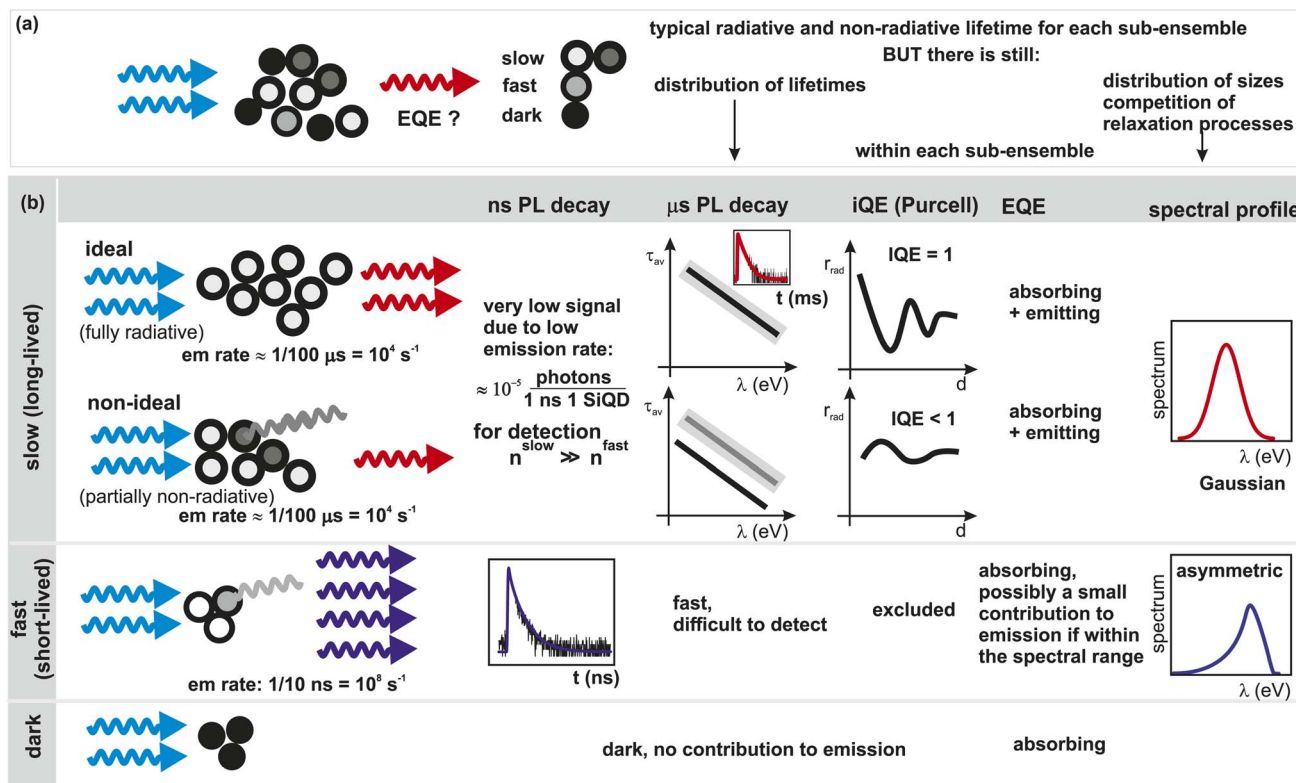 (a)
typical radiative and non-radiative lifetime for each sub-ensemble
BUT there is still:
slow
fast
dark
EQE ?
distribution of lifetimes
distribution of sizes
competition of
relaxation processes
within each sub-ensemble
(b)
ns PL decay
μs PL decay
iQE (Purcell)
EQE
spectral profile
slow (long-lived)
ideal
(fully radiative)
em rate ≈ 1/100 μs = 10⁴ s⁻¹
very low signal
due to low
emission rate:
≈ 10⁻⁵ photons
1 ns 1 SiQD
for detection
n^slow ≫ n^fast
τ_av
t (ms)
λ (eV)
r_rad
IQE = 1
d
absorbing
+ emitting
non-ideal
(partially non-radiative)
em rate ≈ 1/100 μs = 10⁴ s⁻¹
τ_av
λ (eV)
r_rad
IQE < 1
d
absorbing
+ emitting
spectrum
λ (eV)
Gaussian
fast
(short-lived)
em rate: 1/10 ns = 10⁸ s⁻¹
t (ns)
fast,
difficult to detect
excluded
absorbing,
possibly a small
contribution to
emission if within
the spectral range
asymmetric
spectrum
λ (eV)
dark
dark, no contribution to emission
absorbing